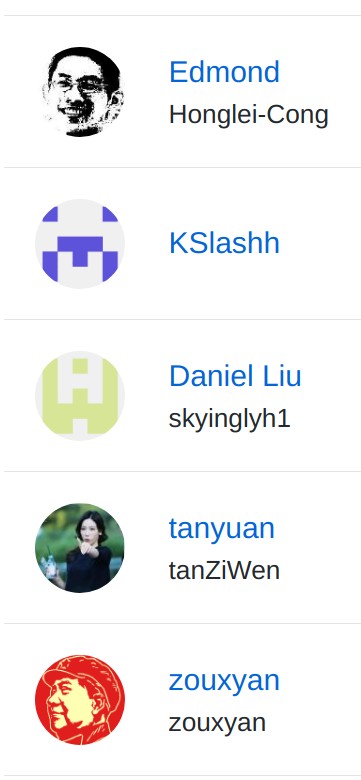 Edmond
Honglei-Cong
KSlashh
Daniel Liu
skyinglyh1
tanyuan
tanZiWen
zouxyan
zouxyan